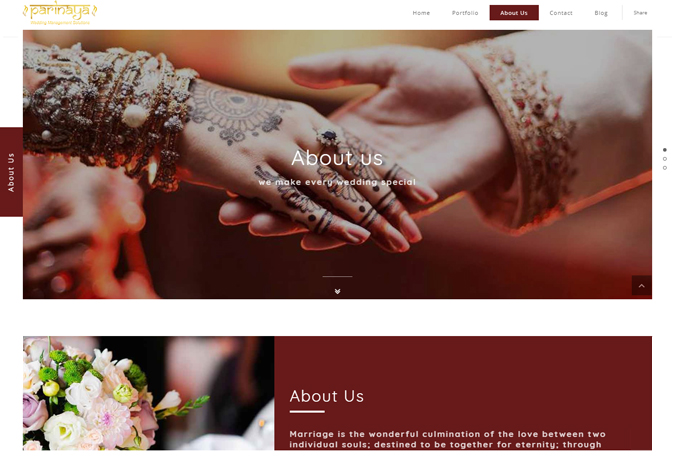 parinaya
Wedding Management Solutions
Home Portfolio About Us Contact Blog Share
About Us
About us
we make every wedding special
About Us
Marriage is the wonderful culmination of the love between two
individual souls; destined to be together for eternity; through